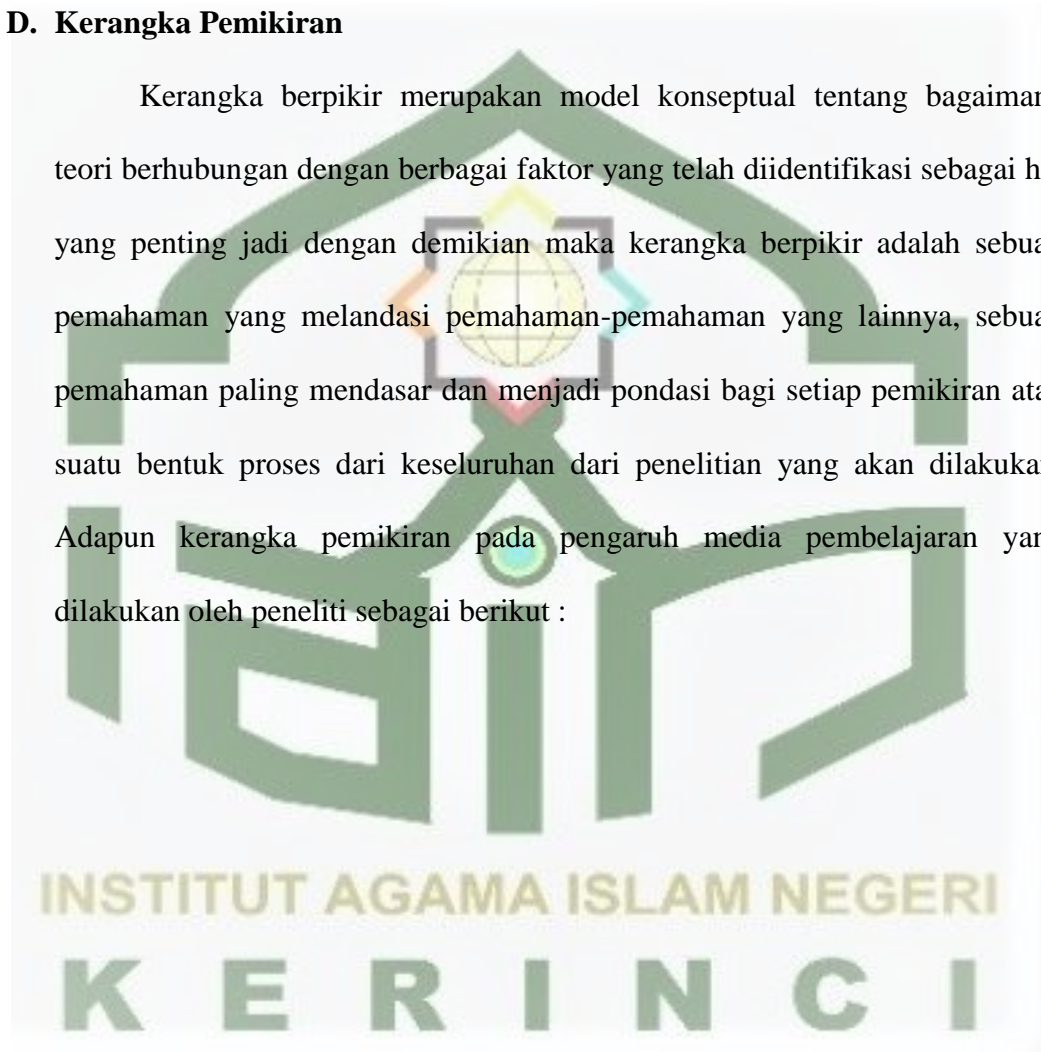 D. Kerangka Pemikiran
Kerangka berpikir merupakan model konseptual tentang bagaiman
teori berhubungan dengan berbagai faktor yang telah diidentifikasi sebagai h
yang penting jadi dengan demikian maka kerangka berpikir adalah sebua
pemahaman yang melandasi pemahaman-pemahaman yang lainnya, sebua
pemahaman paling mendasar dan menjadi pondasi bagi setiap pemikiran ata
suatu bentuk proses dari keseluruhan dari penelitian yang akan dilakukan
Adapun kerangka pemikiran pada pengaruh media pembelajaran yan
dilakukan oleh peneliti sebagai berikut :
INSTITUT AGAMA ISLAM NEGERI
KERINCI